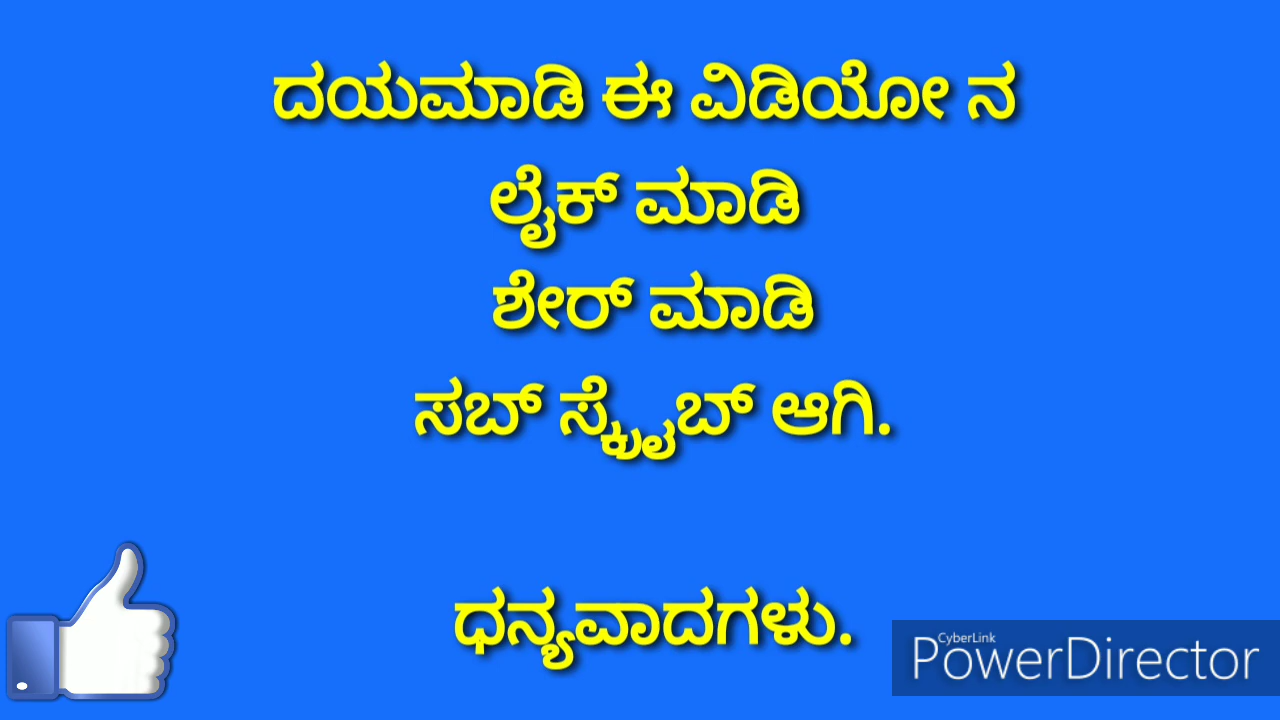 ದಯಮಾಡಿ ಈ ವಿಡಿಯೋ ನ
ಲೈಕ್ ಮಾಡಿ
ಶೇರ್ ಮಾಡಿ
ಸಬ್ ಸ್ಕ್ರೈಬ್ ಆಗಿ.
ಧನ್ಯವಾದಗಳು.
CyberLink
PowerDirector